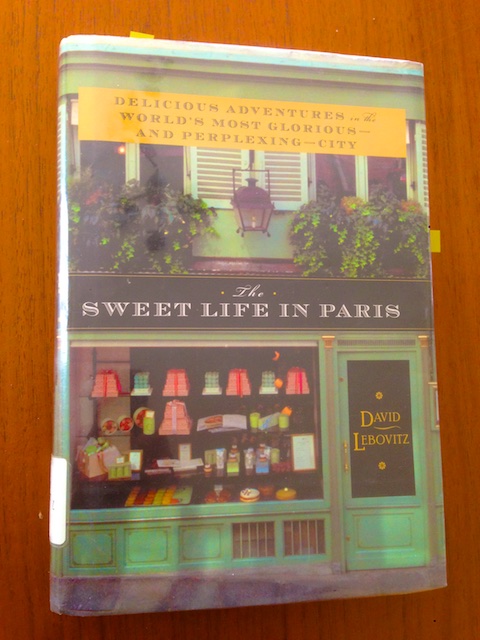 DELICIOUS ADVENTURES in the
WORLD'S MOST GLORIOUS—
AND PERPLEXING—CITY
The
SWEET LIFE IN PARIS
DAVID
LEBOVITZ